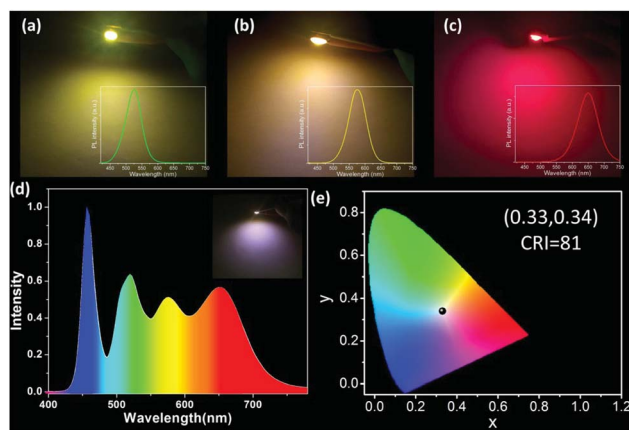 (a)
PL intensity (a.u.)
450 500 550 600 650 700 750
Wavelength (nm)
(b)
PL intensity (a.u.)
450 500 550 600 650 700 750
Wavelength (nm)
(c)
PL intensity (a.u.)
450 500 550 600 650 700 750
Wavelength (nm)
(d)
Intensity
1.0
0.8
0.6
0.4
0.2
0.0
400 500 600 700
Wavelength(nm)
(e)
(0.33,0.34)
CRI=81
y
0.8
0.6
0.4
0.2
0.0
0.0 0.2 0.4 0.6 0.8 1.0 1.2
x